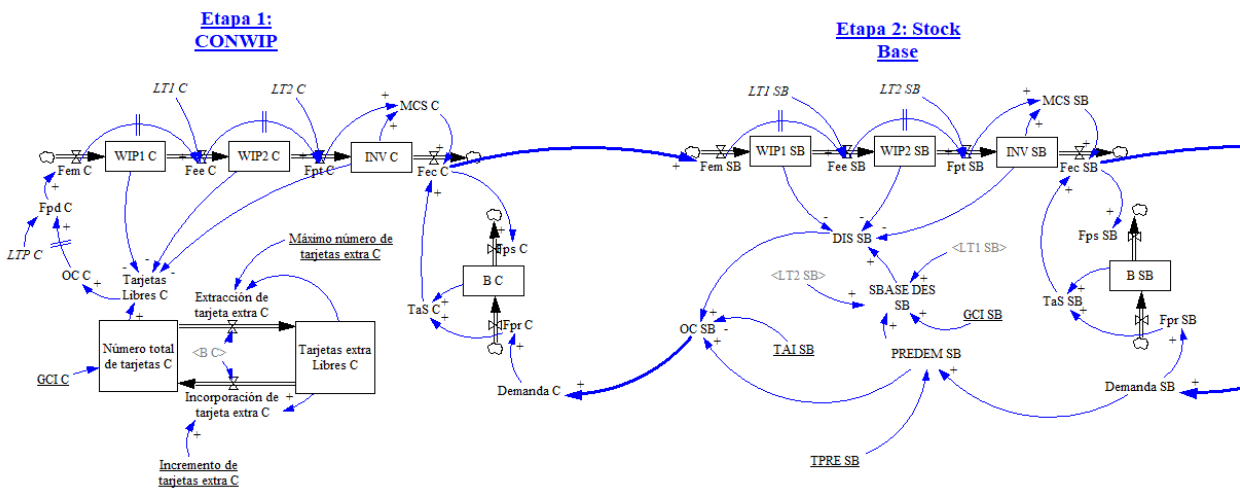 Etapa 1:
CONWIP
LT1 C
LT2 C
MCS C
Fem C
WIP1 C
Fee C
WIP2 C
Fpt C
INV C
Fec C
Fpd C
LTP C
OC C
Tarjetas
Libres C
Máximo número de
tarjetas extra C
Extracción de
tarjeta extra C
Número total
de tarjetas C
<B C>
Tarjetas extra
Libres C
GCI C
Incorporación de
tarjeta extra C
Incremento de
tarjetas extra C
Fps C
B C
TaS C
Fpr C
Demanda C
Etapa 2: Stock
Base
LT1 SB
LT2 SB
MCS SB
Fem SB
WIP1 SB
Fee SB
WIP2 SB
Fpt SB
INV SB
Fec SB
DIS SB
<LT1 SB>
<LT2 SB>
SBASE DES
SB
GCI SB
OC SB
TAI SB
PREDEM SB
TPRE SB
Fps SB
B SB
TaS SB
Fpr SB
Demanda SB